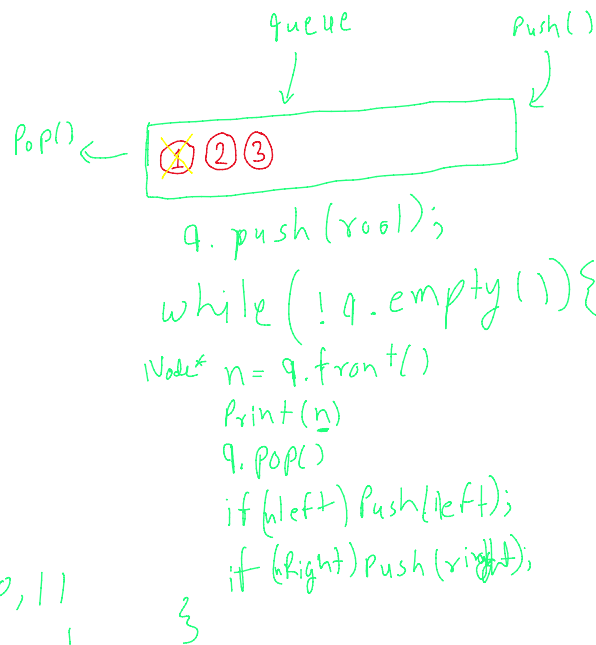 queue
Push()
Pop()
1 2 3
q.push(root);
while(!q.empty()){
Node* n = q.front()
Print(n)
q.pop()
if(nleft) Push(left);
if(nRight) Push(right);
,11
}